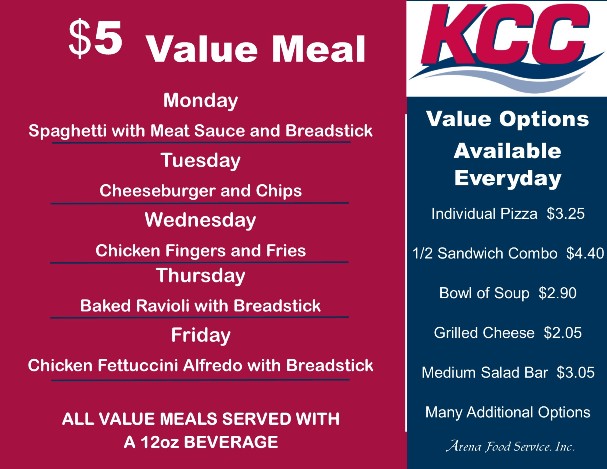 $5 Value Meal
Monday
Spaghetti with Meat Sauce and Breadstick
Tuesday
Cheeseburger and Chips
Wednesday
Chicken Fingers and Fries
Thursday
Baked Ravioli with Breadstick
Friday
Chicken Fettuccini Alfredo with Breadstick
ALL VALUE MEALS SERVED WITH
A 12oz BEVERAGE
KCC
Value Options
Available
Everyday
Individual Pizza $3.25
1/2 Sandwich Combo $4.40
Bowl of Soup $2.90
Grilled Cheese $2.05
Medium Salad Bar $3.05
Many Additional Options
Arena Food Service, Inc.